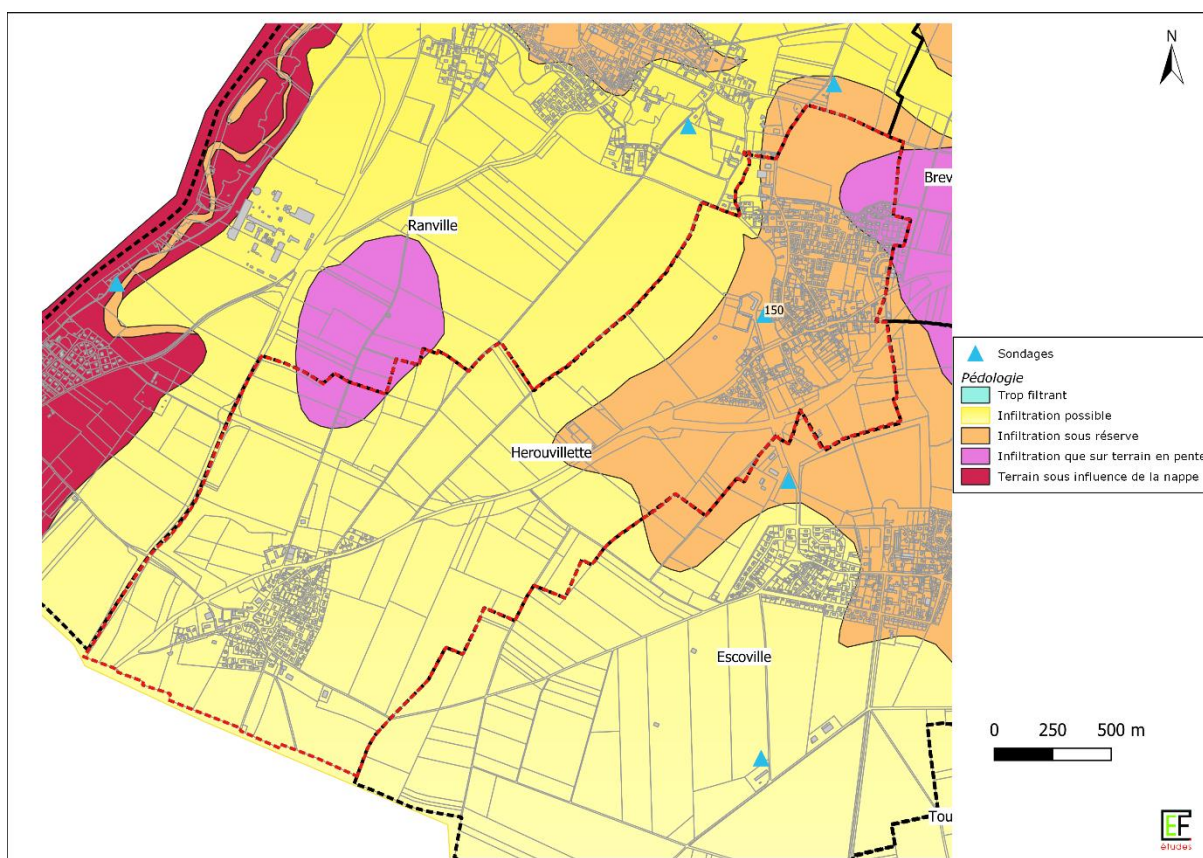 N
Brev
Ranville
150
Sondages
Pédologie
Trop filtrant
Infiltration possible
Infiltration sous réserve
Infiltration que sur terrain en pente
Terrain sous influence de la nappe
Herouvillette
Escoville
0 250 500 m
Tou
EF
études